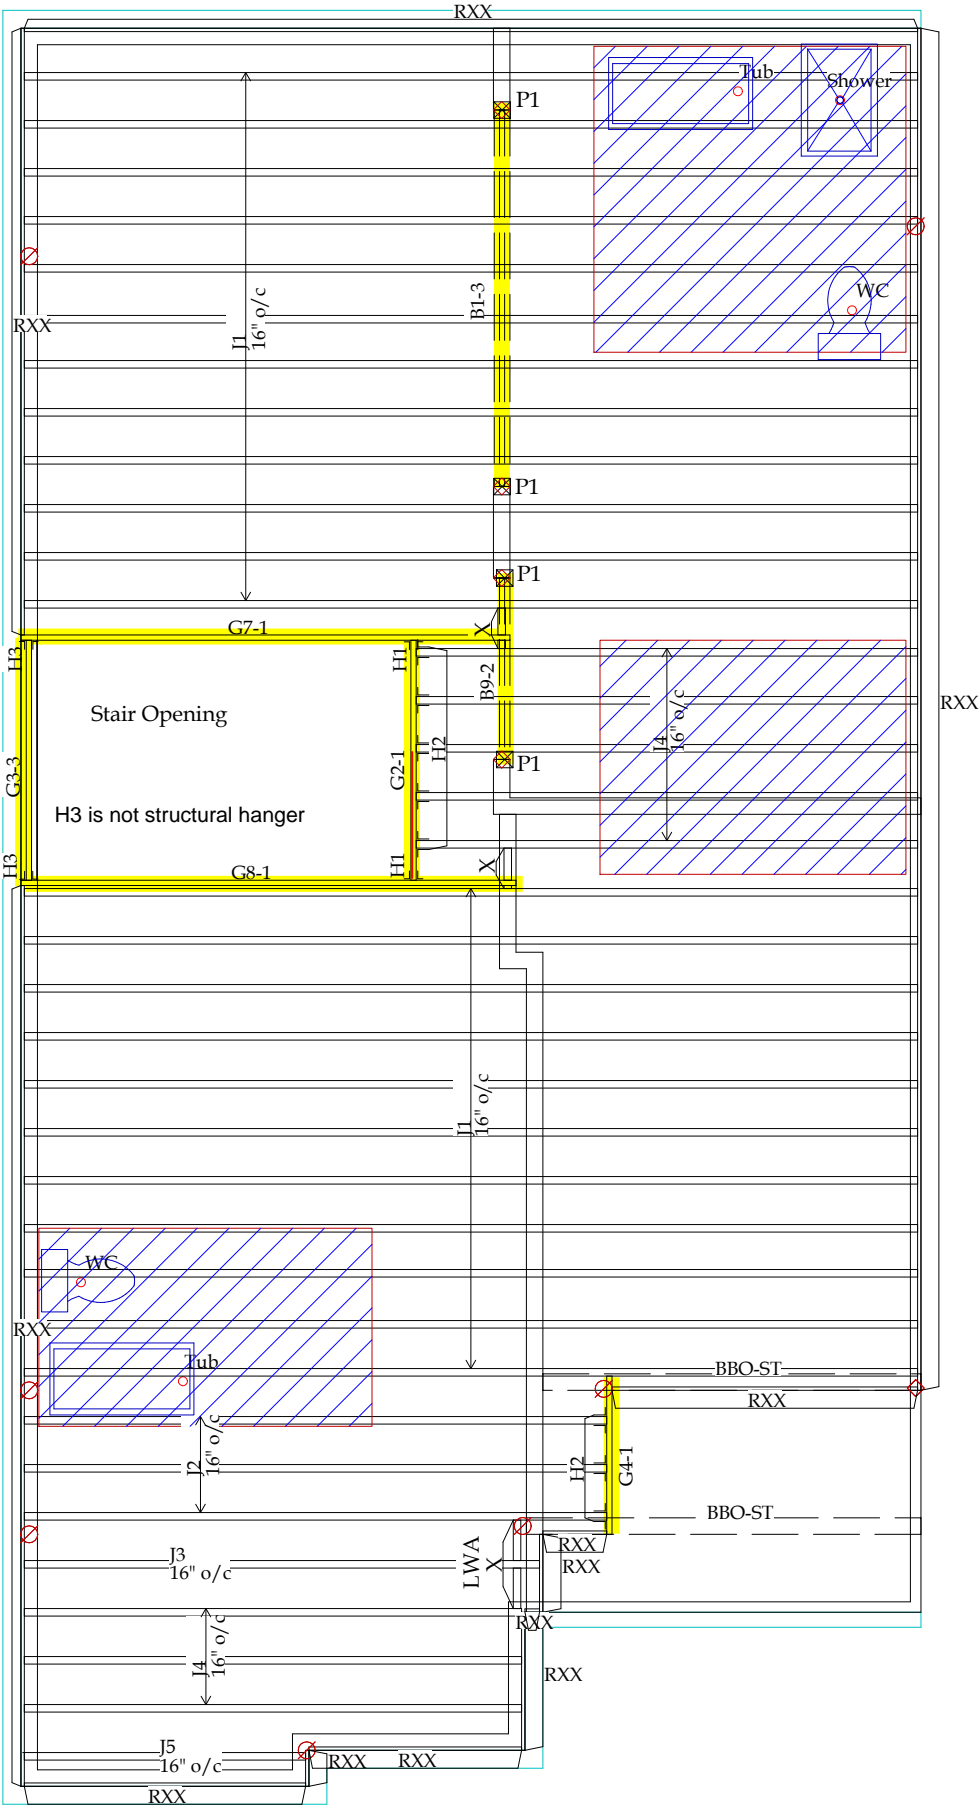 RXX
Tub
Shower
P1
WC
B1-3
J1
16" o/c
RXX
P1
P1
G7-1
X
H3
H1
B9-2
J4
16" o/c
RXX
Stair Opening
H2
G3-3
G2-1
P1
H3 is not structural hanger
H3
H1
G8-1
X
J1
16" o/c
WC
RXX
Tub
BBO-ST
RXX
J2
16" o/c
H2
G4-1
BBO-ST
RXX
J3
16" o/c
LWA
X
RXX
RXX
J4
16" o/c
RXX
J5
16" o/c
RXX
RXX
RXX